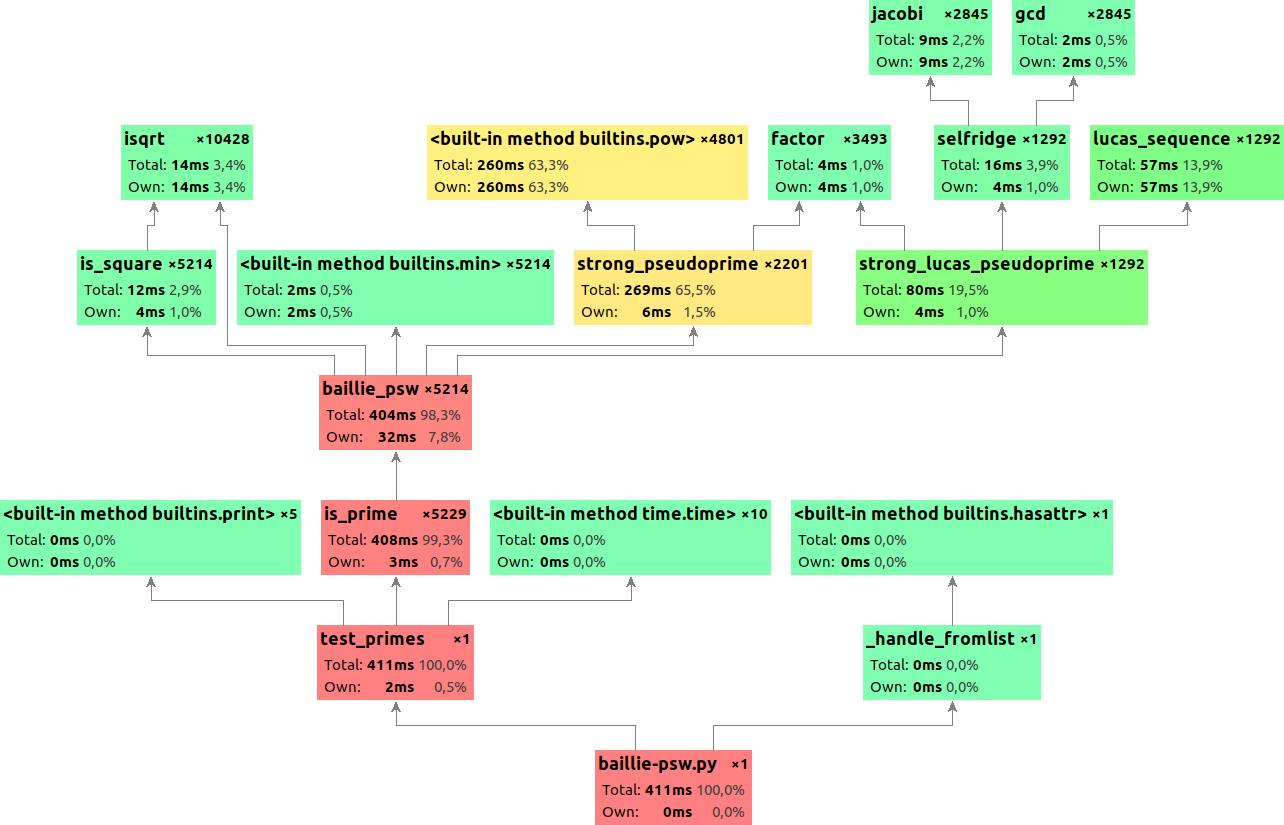 jacobi ×2845
Total: 9ms 2,2%
Own: 9ms 2,2%
gcd ×2845
Total: 2ms 0,5%
Own: 2ms 0,5%
isqrt ×10428
Total: 14ms 3,4%
Own: 14ms 3,4%
<built-in method builtins.pow> ×4801
Total: 260ms 63,3%
Own: 260ms 63,3%
factor ×3493
Total: 4ms 1,0%
Own: 4ms 1,0%
selfridge ×1292
Total: 16ms 3,9%
Own: 4ms 1,0%
lucas_sequence ×1292
Total: 57ms 13,9%
Own: 57ms 13,9%
is_square ×5214
Total: 12ms 2,9%
Own: 4ms 1,0%
<built-in method builtins.min> ×5214
Total: 2ms 0,5%
Own: 2ms 0,5%
strong_pseudoprime ×2201
Total: 269ms 65,5%
Own: 6ms 1,5%
strong_lucas_pseudoprime ×1292
Total: 80ms 19,5%
Own: 4ms 1,0%
baillie_psw ×5214
Total: 404ms 98,3%
Own: 32ms 7,8%
<built-in method builtins.print> ×5
Total: 0ms 0,0%
Own: 0ms 0,0%
is_prime ×5229
Total: 408ms 99,3%
Own: 3ms 0,7%
<built-in method time.time> ×10
Total: 0ms 0,0%
Own: 0ms 0,0%
<built-in method builtins.hasattr> ×1
Total: 0ms 0,0%
Own: 0ms 0,0%
test_primes ×1
Total: 411ms 100,0%
Own: 2ms 0,5%
_handle_fromlist ×1
Total: 0ms 0,0%
Own: 0ms 0,0%
baillie-psw.py ×1
Total: 411ms 100,0%
Own: 0ms 0,0%